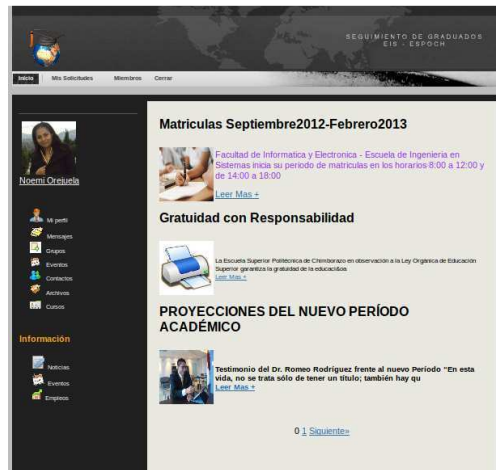 SEGUIMIENTO DE GRADUADOS
EIS - ESPOCH
Inicio
Mis Solicitudes
Miembros
Cerrar
Noemi Orejuela
Mi perfil
Mensajes
Grupos
Eventos
Contactos
Archivos
Cursos
Información
Noticias
Eventos
Empleos
Matriculas Septiembre2012-Febrero2013
Facultad de Informatica y Electronica - Escuela de Ingenieria en
Sistemas inicia su periodo de matriculas en los horarios 8:00 a 12:00 y
de 14:00 a 18:00
Leer Mas +
Gratuidad con Responsabilidad
La Escuela Superior Politécnica de Chimborazo en observación a la Ley Orgánica de Educación
Superior garantiza la gratuidad de la educaci&oa
Leer Mas +
PROYECCIONES DEL NUEVO PERÍODO
ACADÉMICO
Testimonio del Dr. Romeo Rodríguez frente al nuevo Período “En esta
vida, no se trata sólo de tener un título; también hay qu
Leer Mas +
0 1 Siguiente»